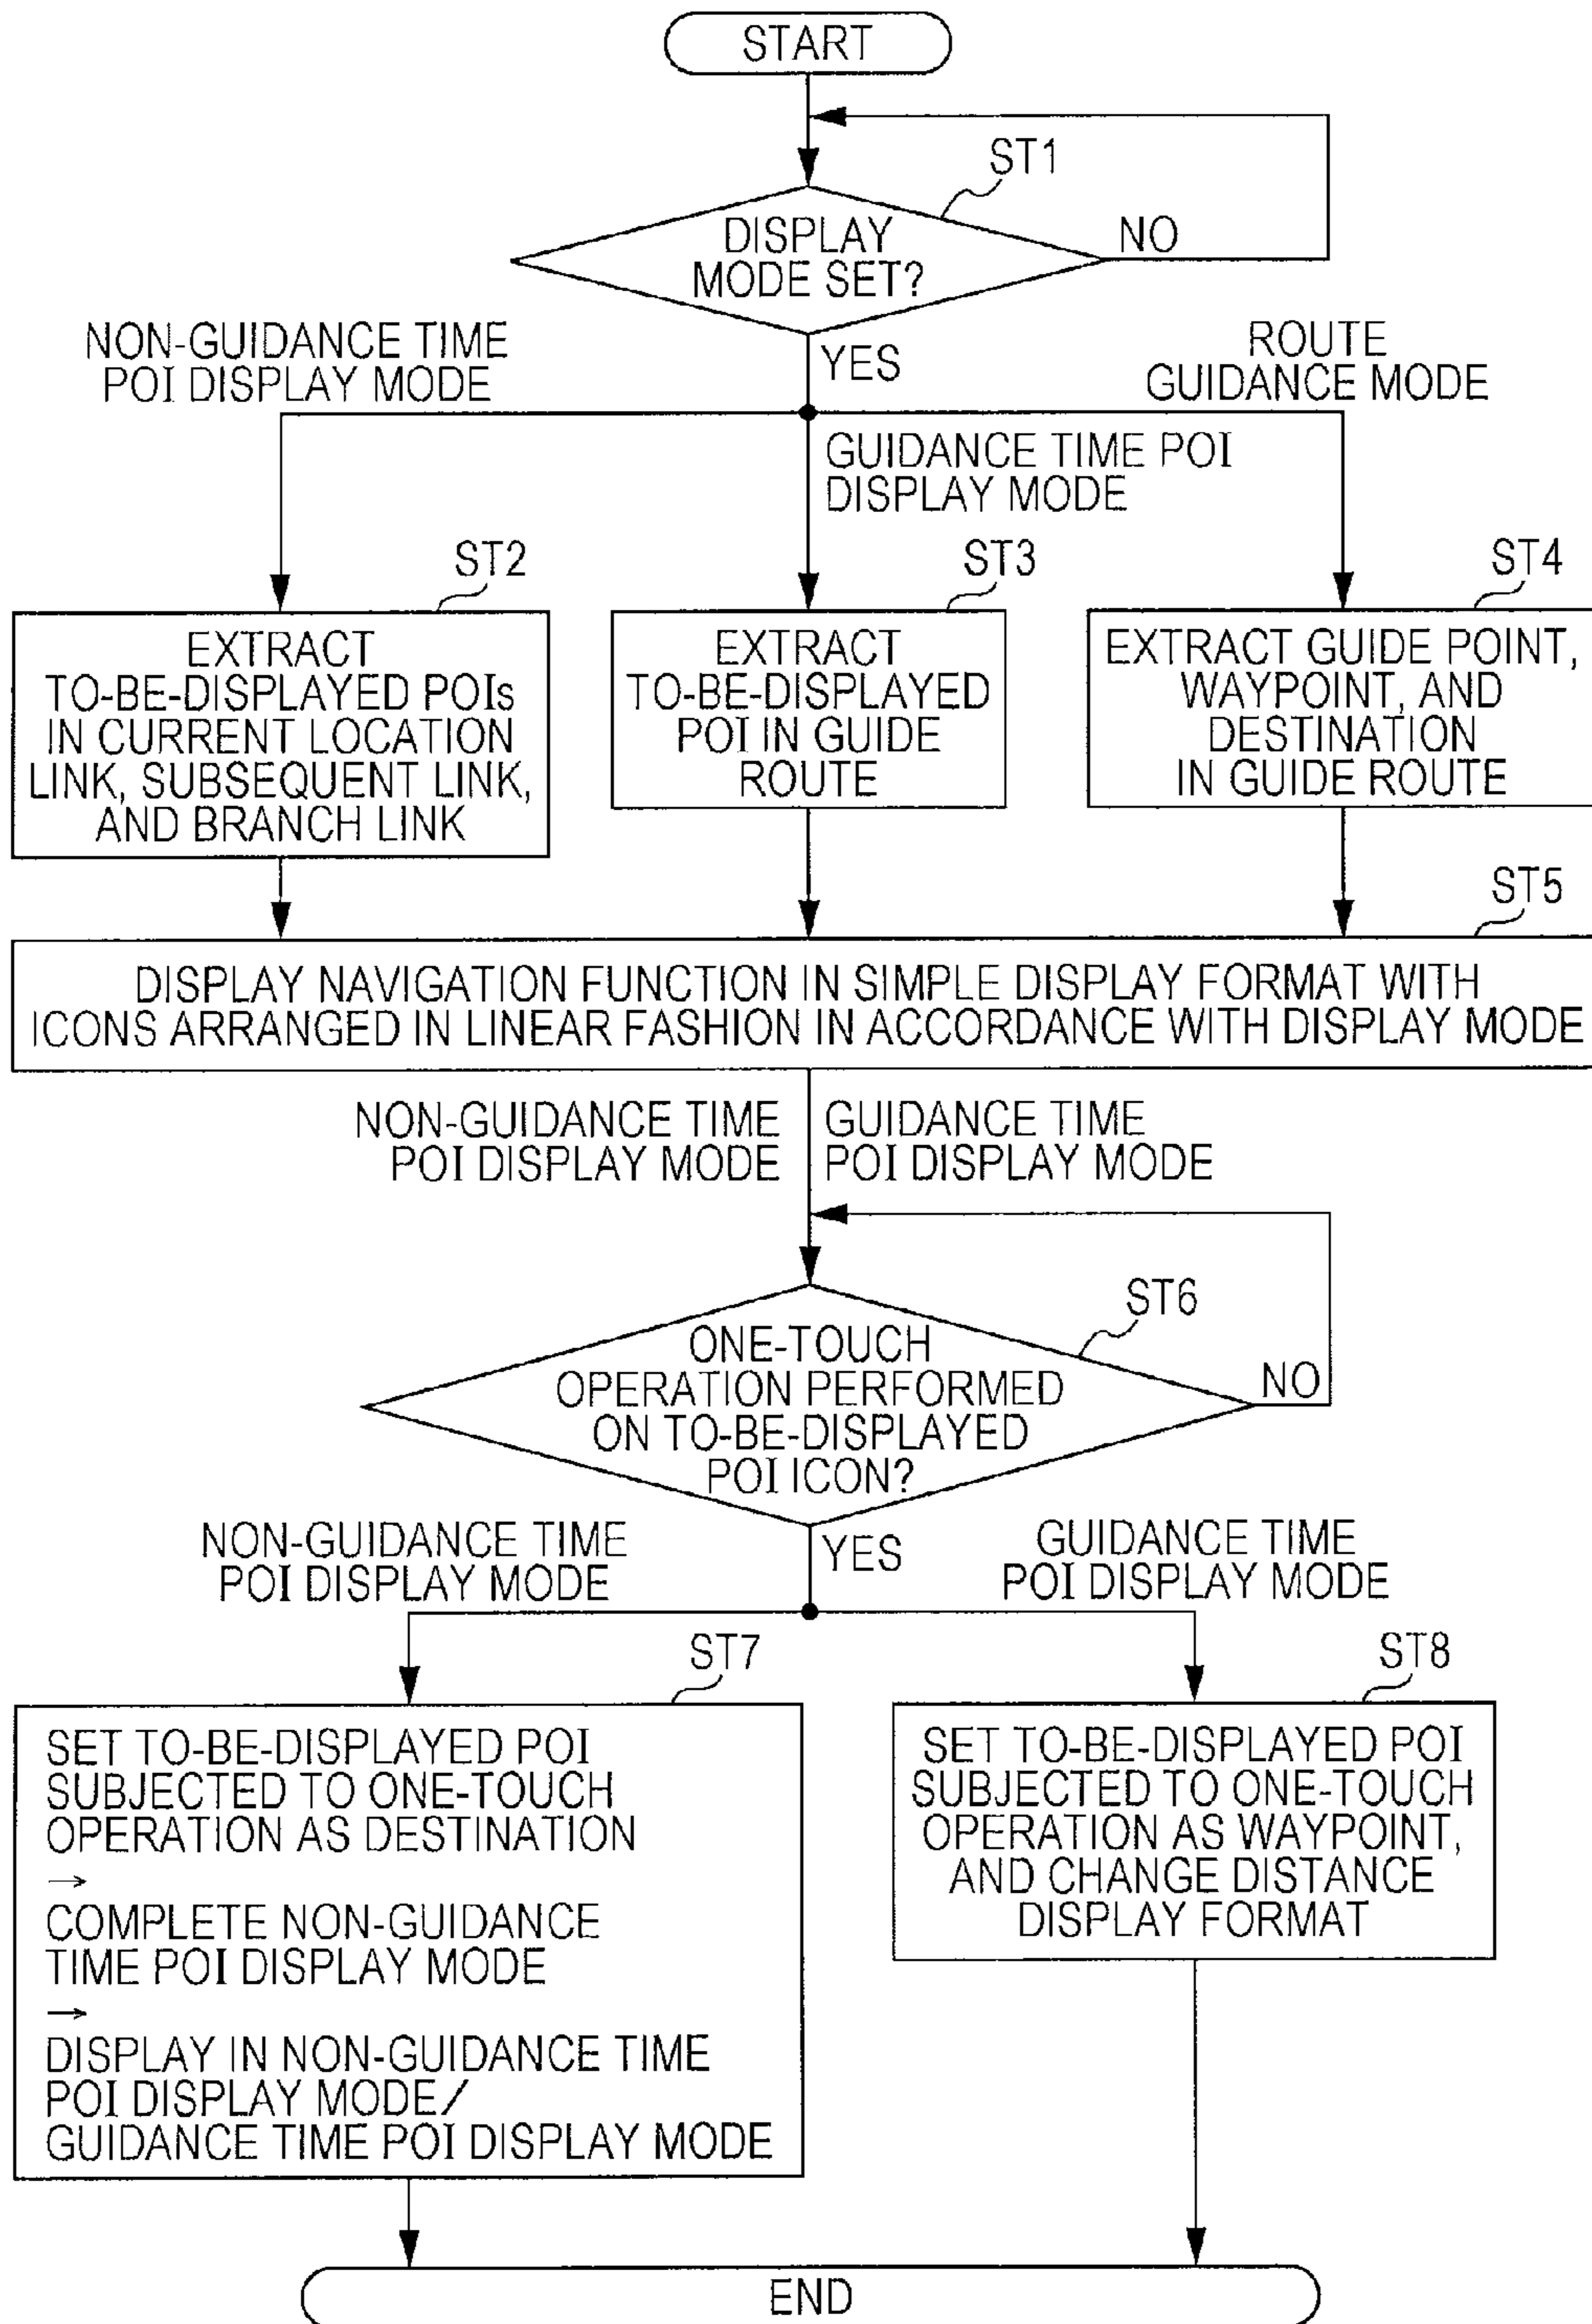 START
ST1
DISPLAY
MODE SET?
NO
YES
NON-GUIDANCE TIME
POI DISPLAY MODE
GUIDANCE TIME POI
DISPLAY MODE
ROUTE
GUIDANCE MODE
ST2
EXTRACT
TO-BE-DISPLAYED POIs
IN CURRENT LOCATION
LINK, SUBSEQUENT LINK,
AND BRANCH LINK
ST3
EXTRACT
TO-BE-DISPLAYED
POI IN GUIDE
ROUTE
ST4
EXTRACT GUIDE POINT,
WAYPOINT, AND
DESTINATION
IN GUIDE ROUTE
ST5
DISPLAY NAVIGATION FUNCTION IN SIMPLE DISPLAY FORMAT WITH
ICONS ARRANGED IN LINEAR FASHION IN ACCORDANCE WITH DISPLAY MODE
NON-GUIDANCE TIME
POI DISPLAY MODE
GUIDANCE TIME
POI DISPLAY MODE
ST6
ONE-TOUCH
OPERATION PERFORMED
ON TO-BE-DISPLAYED
POI ICON?
NO
YES
NON-GUIDANCE TIME
POI DISPLAY MODE
GUIDANCE TIME
POI DISPLAY MODE
ST7
SET TO-BE-DISPLAYED POI
SUBJECTED TO ONE-TOUCH
OPERATION AS DESTINATION
→
COMPLETE NON-GUIDANCE
TIME POI DISPLAY MODE
→
DISPLAY IN NON-GUIDANCE TIME
POI DISPLAY MODE/
GUIDANCE TIME POI DISPLAY MODE
ST8
SET TO-BE-DISPLAYED POI
SUBJECTED TO ONE-TOUCH
OPERATION AS WAYPOINT,
AND CHANGE DISTANCE
DISPLAY FORMAT
END